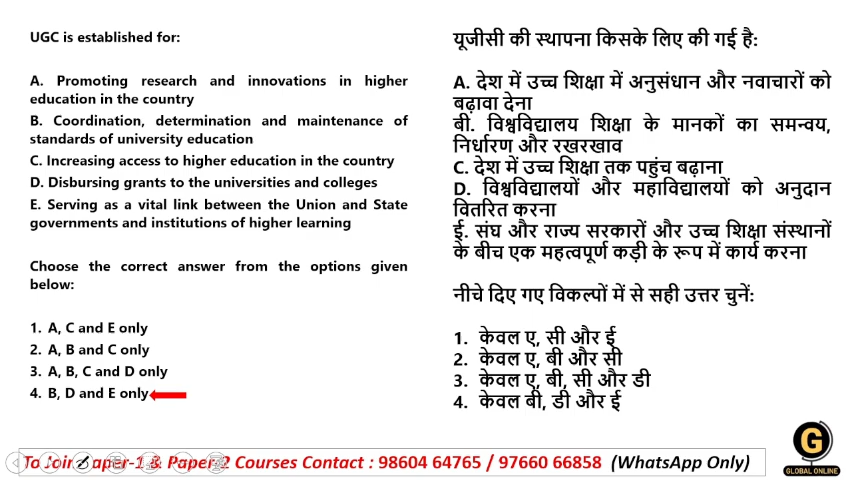 UGC is established for:
A. Promoting research and innovations in higher
education in the country
B. Coordination, determination and maintenance of
standards of university education
C. Increasing access to higher education in the country
D. Disbursing grants to the universities and colleges
E. Serving as a vital link between the Union and State
governments and institutions of higher learning
Choose the correct answer from the options given
below:
1. A, C and E only
2. A, B and C only
3. A, B, C and D only
4. B, D and E only
यूजीसी की स्थापना किसके लिए की गई है:
A. देश में उच्च शिक्षा में अनुसंधान और नवाचारों को
बढ़ावा देना
बी. विश्वविद्यालय शिक्षा के मानकों का समन्वय,
निर्धारण और रखरखाव
C. देश में उच्च शिक्षा तक पहुंच बढ़ाना
D. विश्वविद्यालयों और महाविद्यालयों को अनुदान
वितरित करना
ई. संघ और राज्य सरकारों और उच्च शिक्षा संस्थानों
के बीच एक महत्वपूर्ण कड़ी के रूप में कार्य करना
नीचे दिए गए विकल्पों में से सही उत्तर चुनें:
1. केवल ए, सी और ई
2. केवल ए, बी और सी
3. केवल ए, बी, सी और डी
4. केवल बी, डी और ई
To Join Paper-1 & Paper-2 Courses Contact : 98604 64765 / 97660 66858 (WhatsApp Only)
G
GLOBAL ONLINE